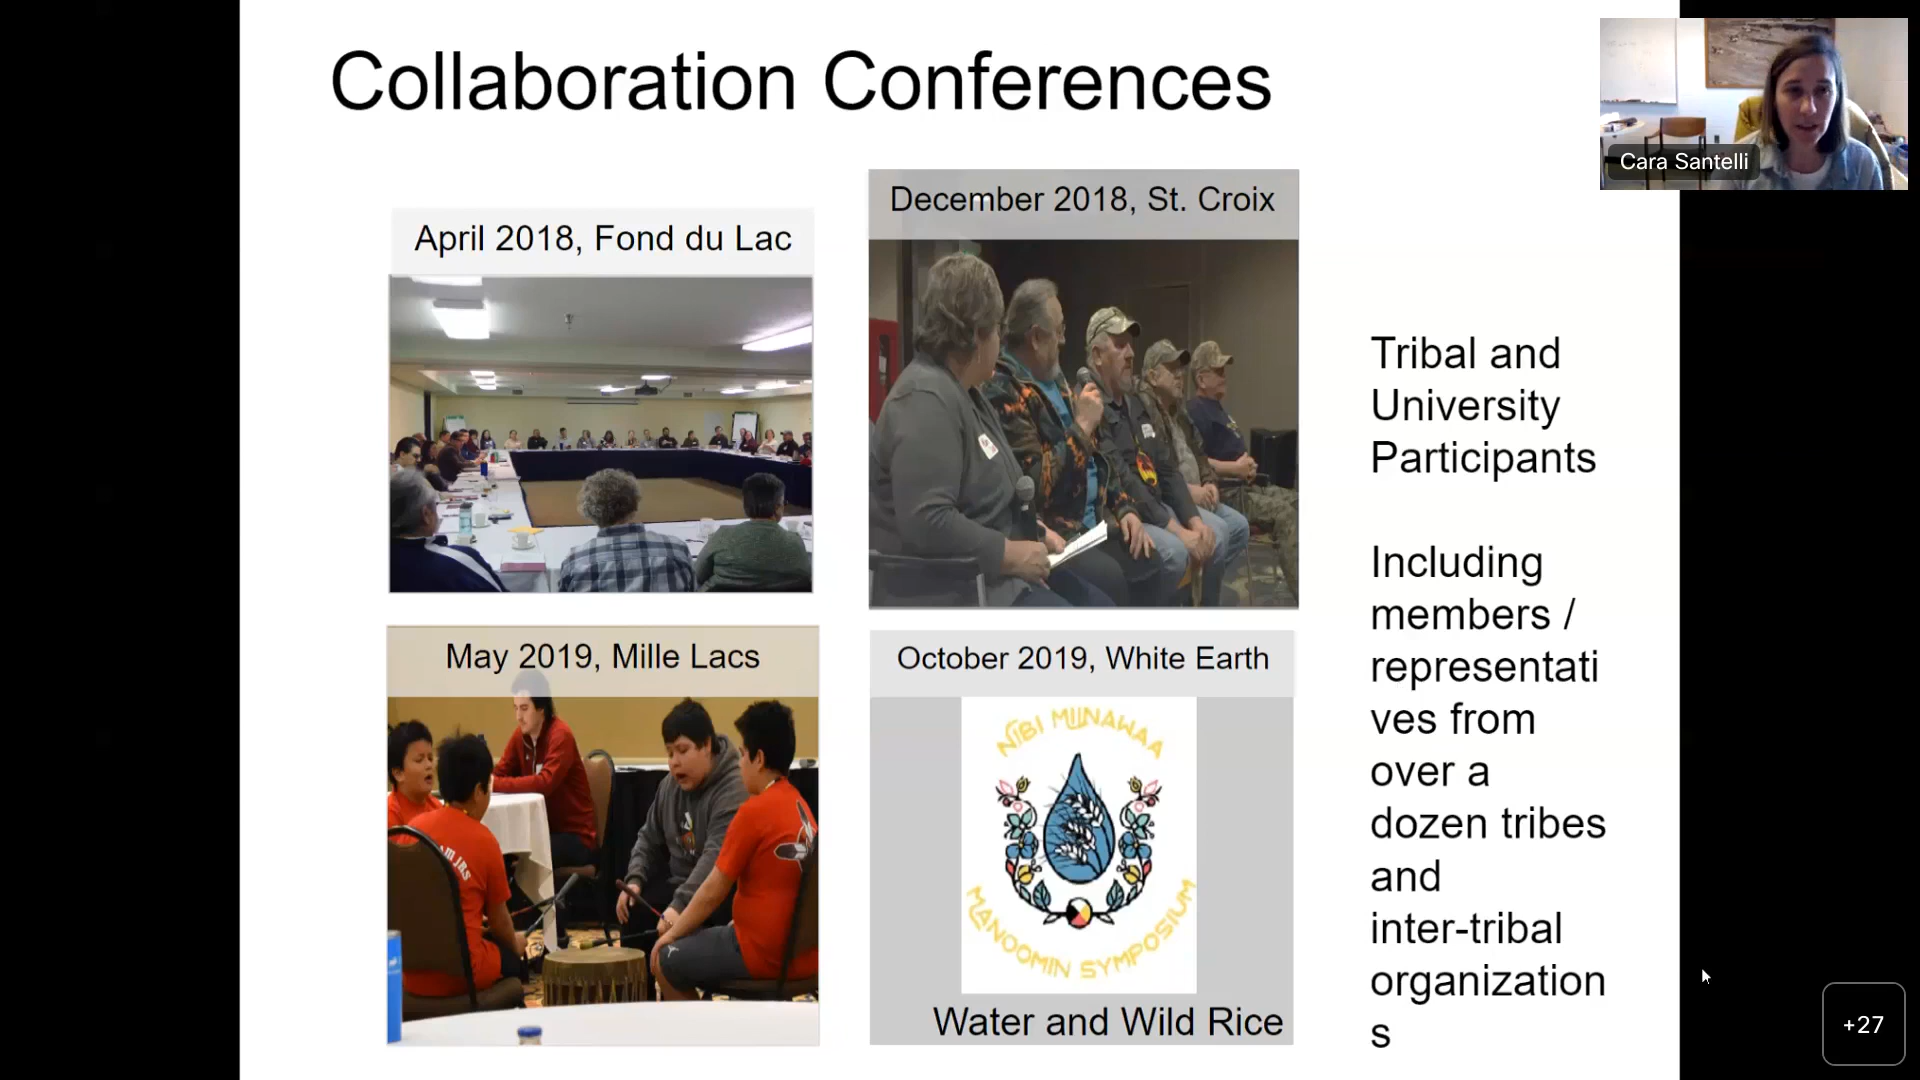 Collaboration Conferences
Cara Santelli
April 2018, Fond du Lac
December 2018, St. Croix
May 2019, Mille Lacs
October 2019, White Earth
NIBI MIINAWAA
MANOOMIN SYMPOSIUM
Water and Wild Rice
Tribal and
University
Participants
Including
members /
representati
ves from
over a
dozen tribes
and
inter-tribal
organization
s
+27